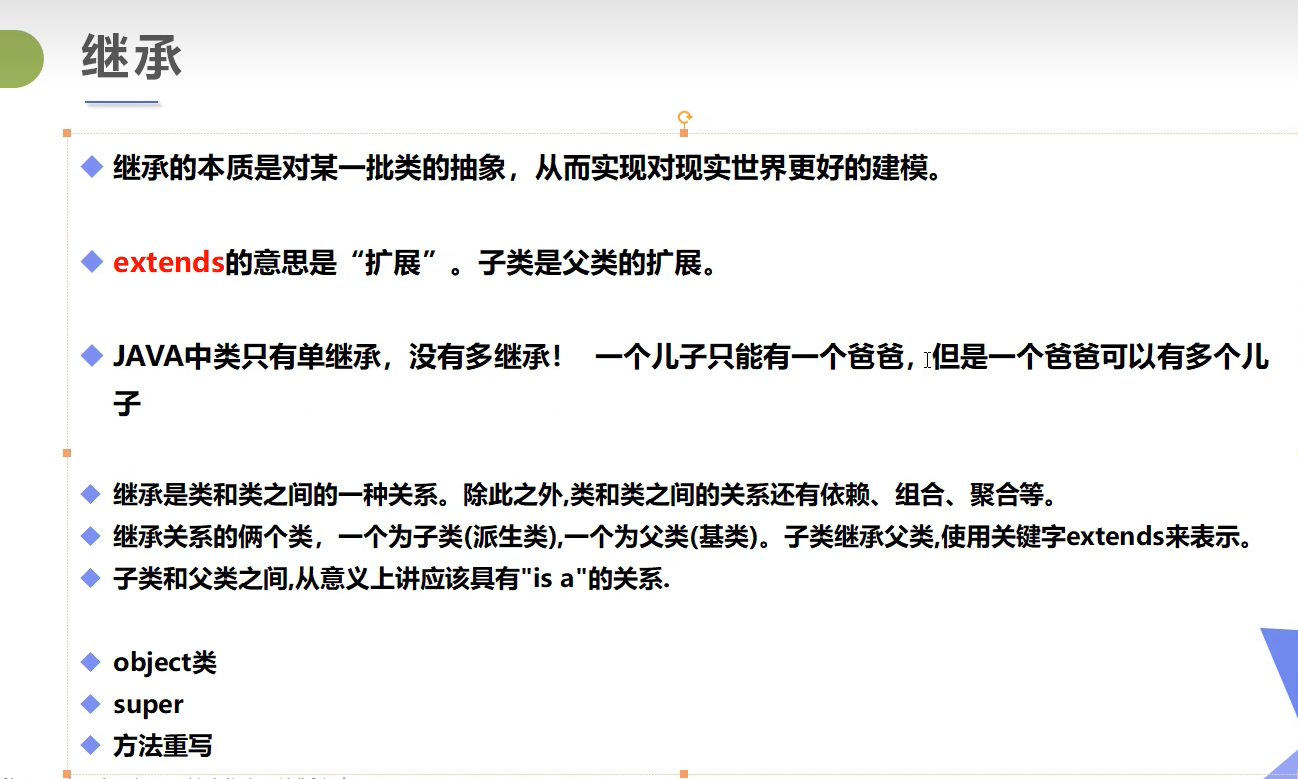 继承
继承的本质是对某一批类的抽象，从而实现对现实世界更好的建模。
extends的意思是“扩展”。子类是父类的扩展。
JAVA中类只有单继承，没有多继承！ 一个儿子只能有一个爸爸，但是一个爸爸可以有多个儿
子
继承是类和类之间的一种关系。除此之外,类和类之间的关系还有依赖、组合、聚合等。
继承关系的俩个类，一个为子类(派生类),一个为父类(基类)。子类继承父类,使用关键字extends来表示。
子类和父类之间,从意义上讲应该具有"is a"的关系.
object类
super
方法重写